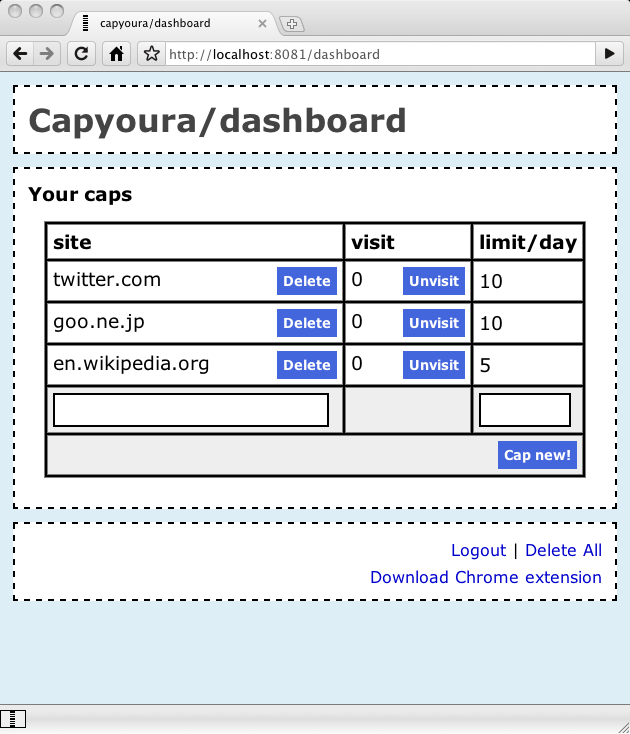 capyoura/dashboard
http://localhost:8081/dashboard
Capyoura/dashboard
Your caps
site visit limit/day
twitter.com Delete 0 Unvisit 10
goo.ne.jp Delete 0 Unvisit 10
en.wikipedia.org Delete 0 Unvisit 5
Cap new!
Logout | Delete All
Download Chrome extension